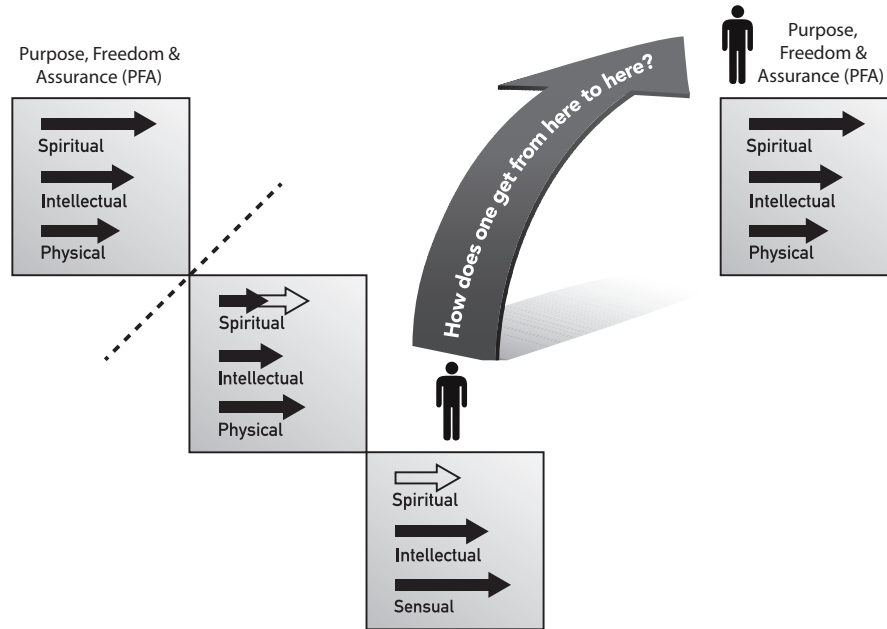 Purpose, Freedom &
Assurance (PFA)
Spiritual
Intellectual
Physical
Spiritual
Intellectual
Physical
Spiritual
Intellectual
Sensual
How does one get from here to here?
Purpose,
Freedom &
Assurance (PFA)
Spiritual
Intellectual
Physical